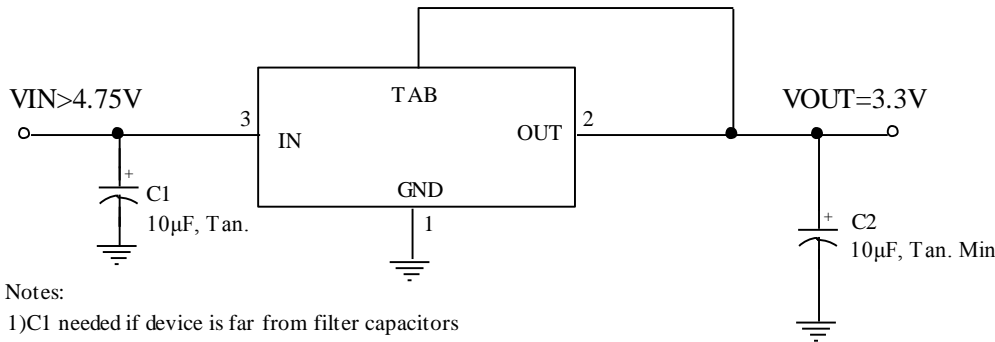 TAB
VIN>4.75V
VOUT=3.3V
3
2
IN
OUT
+
C1
10μF, Tan.
GND
1
+
C2
10μF, Tan. Min
Notes:
1)C1 needed if device is far from filter capacitors